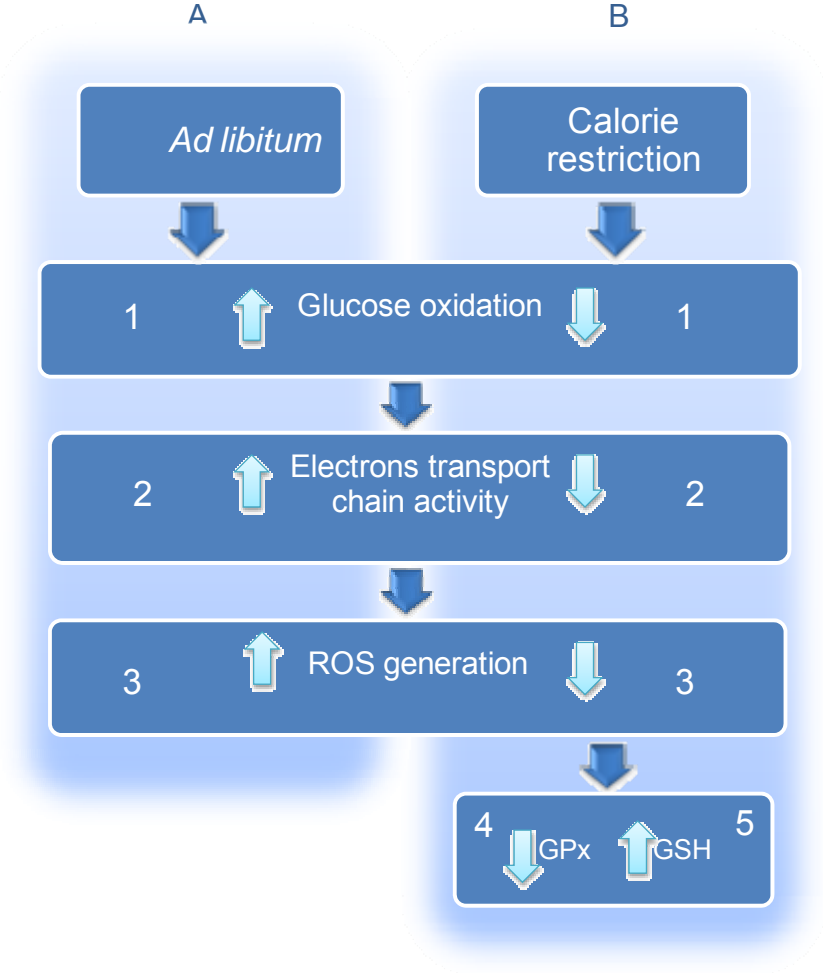 A
B
Ad libitum
Calorie
restriction
1
Glucose oxidation
1
2
Electrons transport
chain activity
2
3
ROS generation
3
4
GPx
GSH
5